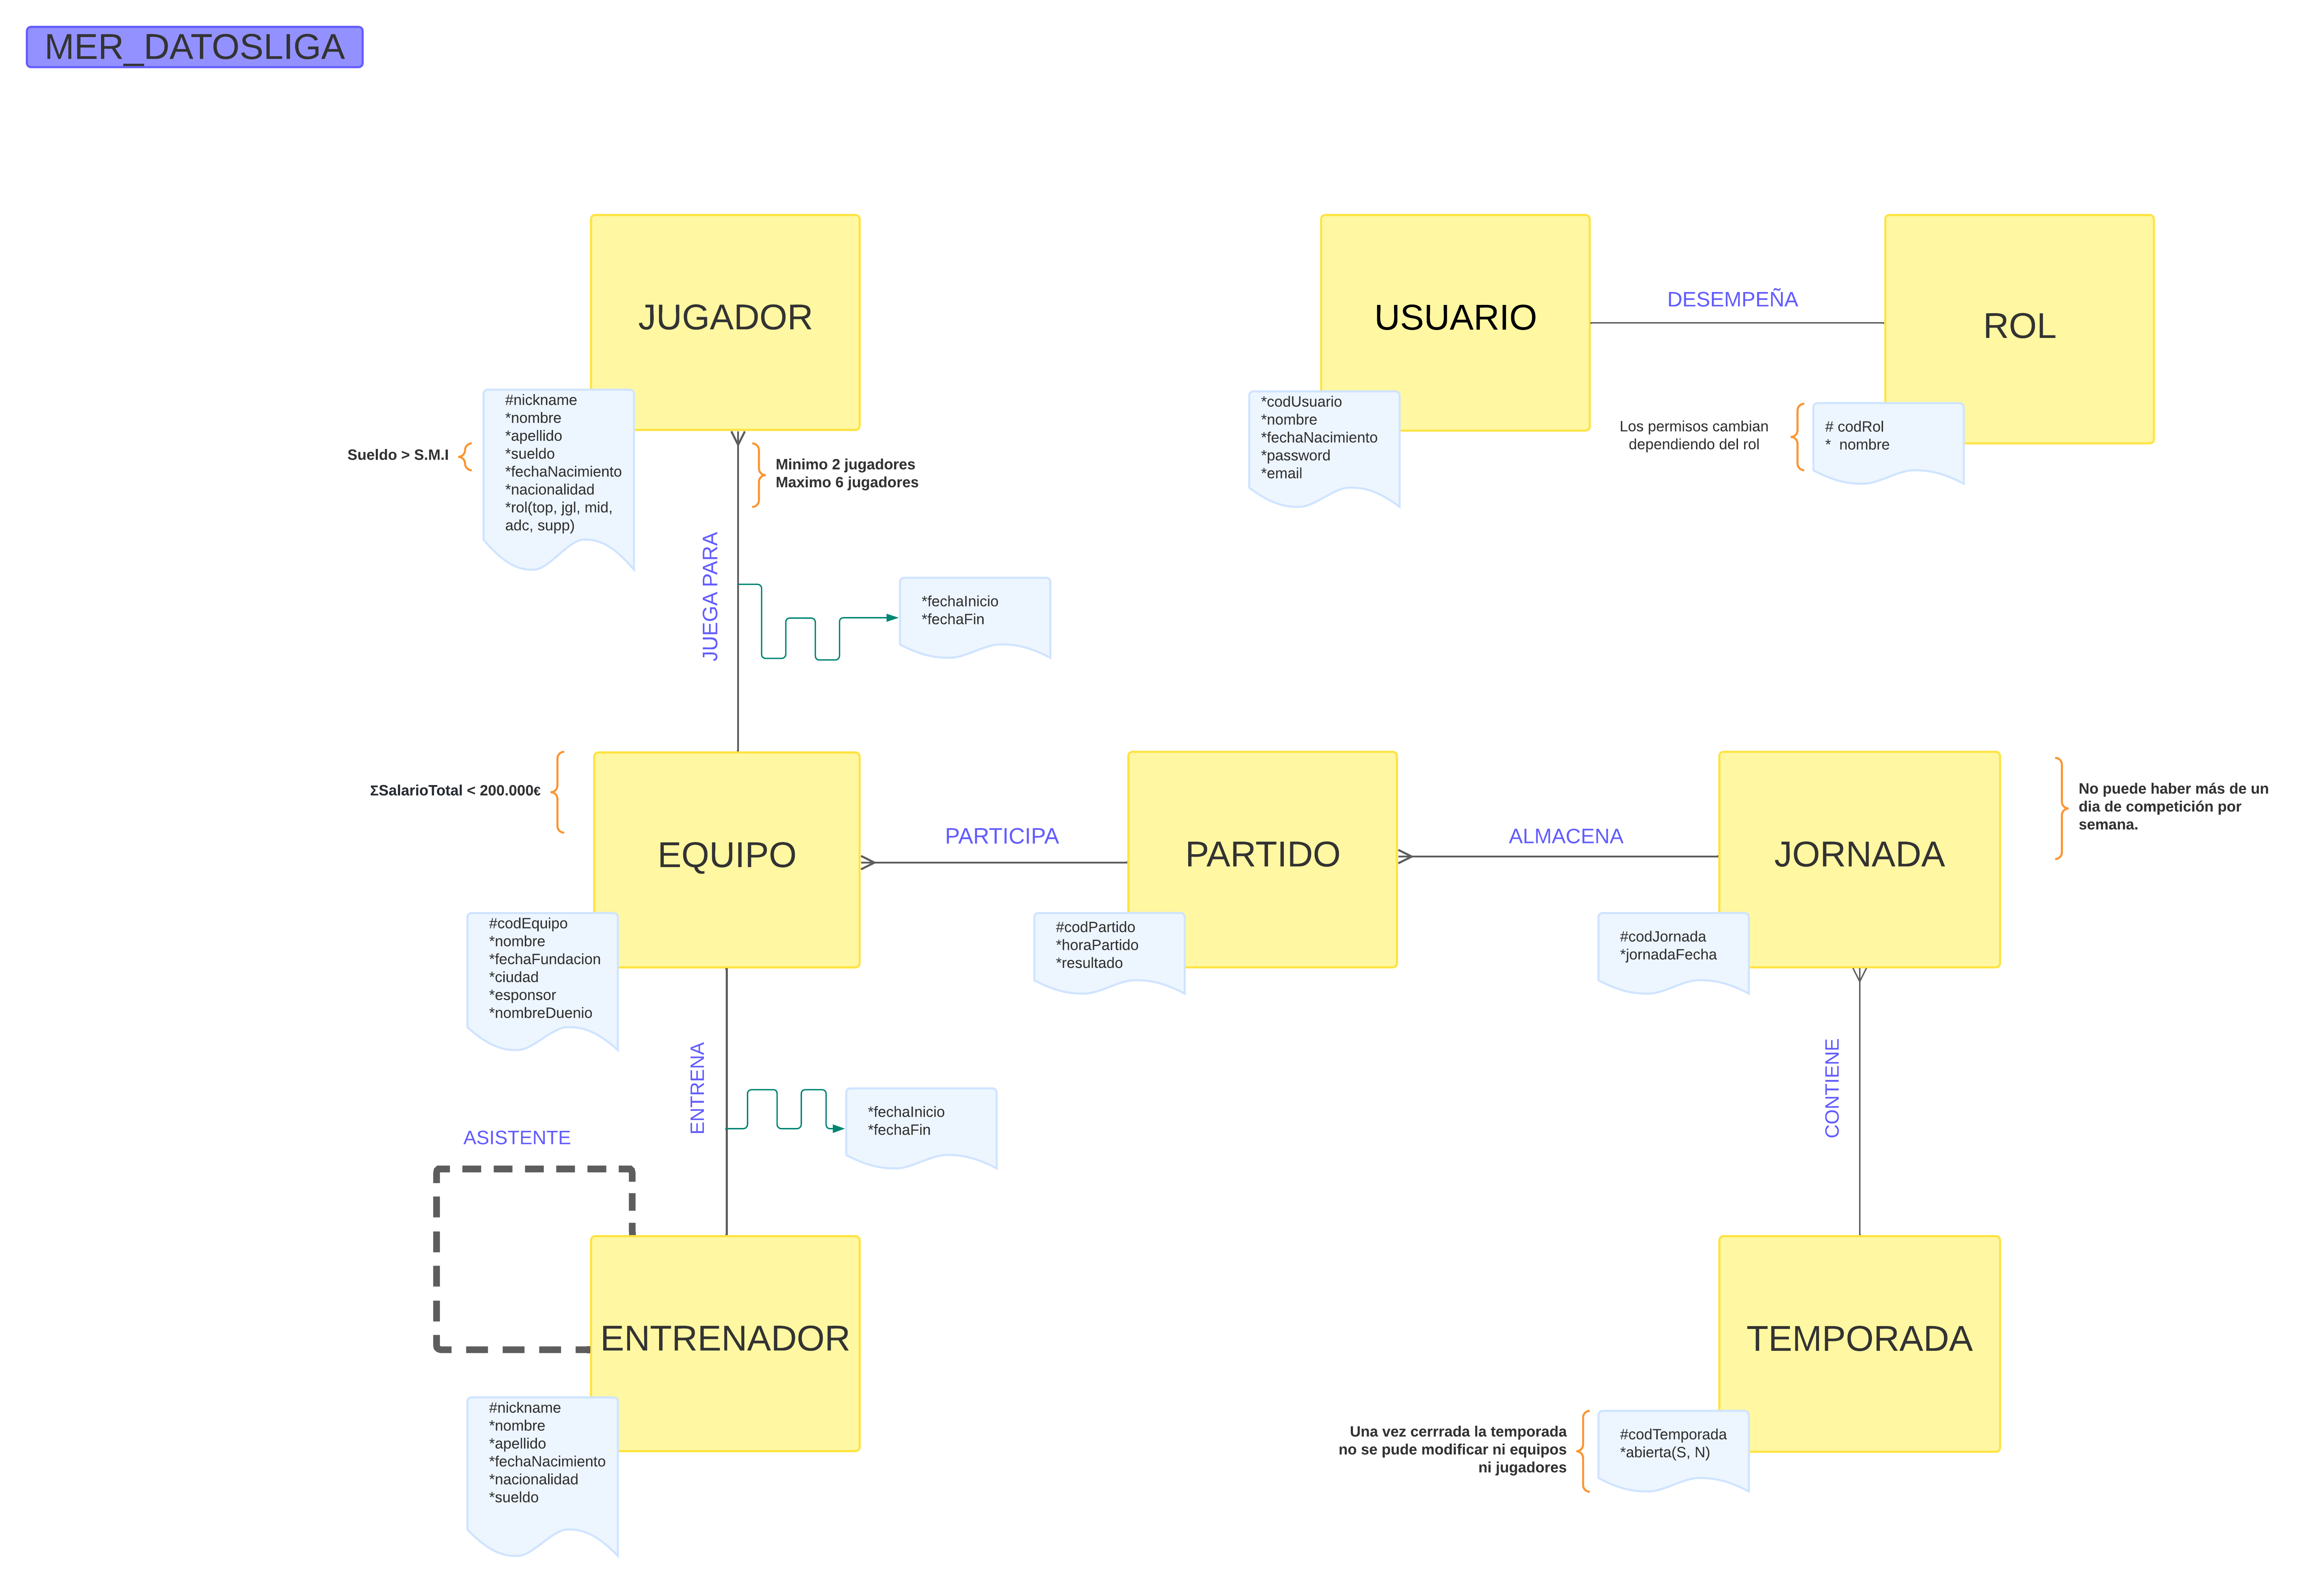 MER_DATOSLIGA
JUGADOR
#nickname
*nombre
*apellido
*sueldo
*fechaNacimiento
*nacionalidad
*rol(top, jgl, mid,
adc, supp)
Sueldo > S.M.I
Minimo 2 jugadores
Maximo 6 jugadores
USUARIO
*codUsuario
*nombre
*fechaNacimiento
*password
*email
DESEMPEÑA
ROL
Los permisos cambian
dependiendo del rol
# codRol
* nombre
JUEGA PARA
*fechaInicio
*fechaFin
ΣSalarioTotal < 200.000€
EQUIPO
#codEquipo
*nombre
*fechaFundacion
*ciudad
*esponsor
*nombreDuenio
PARTICIPA
PARTIDO
#codPartido
*horaPartido
*resultado
ALMACENA
JORNADA
#codJornada
*jornadaFecha
No puede haber más de un
dia de competición por
semana.
ENTRENA
*fechaInicio
*fechaFin
ASISTENTE
ENTRENADOR
#nickname
*nombre
*apellido
*fechaNacimiento
*nacionalidad
*sueldo
CONTIENE
TEMPORADA
Una vez cerrrada la temporada
no se pude modificar ni equipos
ni jugadores
#codTemporada
*abierta(S, N)